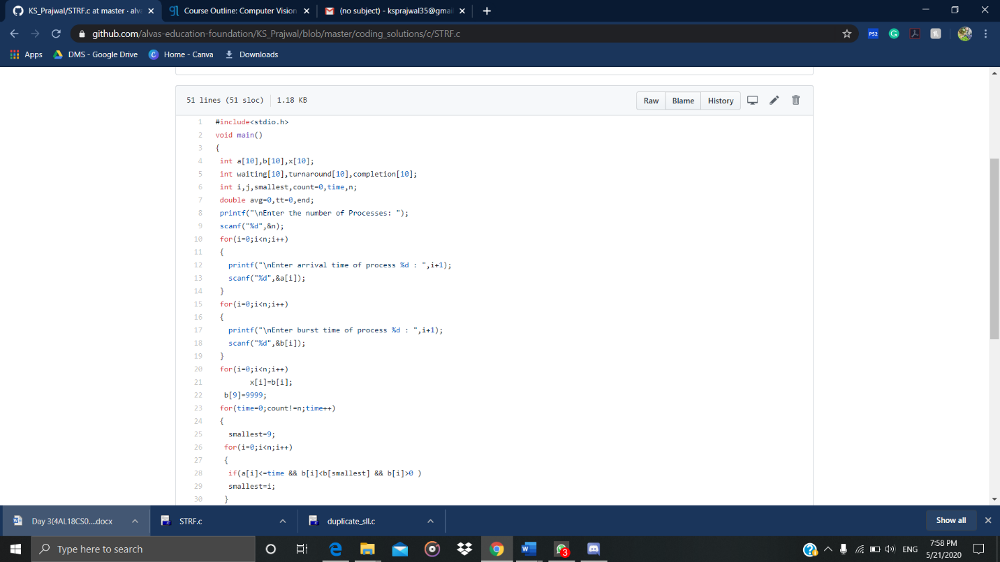 KS_Prajwal/STRF.c at master · alva
Course Outline: Computer Vision
(no subject) - ksprajwal35@gmai
github.com/alvas-education-foundation/KS_Prajwal/blob/master/coding_solutions/c/STRF.c
PS2
G
Apps
DMS - Google Drive
C
Home - Canva
Downloads
51 lines (51 sloc)
1.18 KB
Raw
Blame
History
1 #include<stdio.h>
2 void main()
3 {
4 int a[10],b[10],x[10];
5 int waiting[10],turnaround[10],completion[10];
6 int i,j,smallest,count=0,time,n;
7 double avg=0,tt=0,end;
8 printf("\nEnter the number of Processes: ");
9 scanf("%d",&n);
10 for(i=0;i<n;i++)
11 {
12 printf("\nEnter arrival time of process %d : ",i+1);
13 scanf("%d",&a[i]);
14 }
15 for(i=0;i<n;i++)
16 {
17 printf("\nEnter burst time of process %d : ",i+1);
18 scanf("%d",&b[i]);
19 }
20 for(i=0;i<n;i++)
21 x[i]=b[i];
22 b[9]=9999;
23 for(time=0;count!=n;time++)
24 {
25 smallest=9;
26 for(i=0;i<n;i++)
27 {
28 if(a[i]<=time && b[i]<b[smallest] && b[i]>0 )
29 smallest=i;
30 }
Day 3(4AL18CS0....docx
STRF.c
duplicate_sll.c
Show all
Type here to search
3
ENG
7:58 PM
5/21/2020